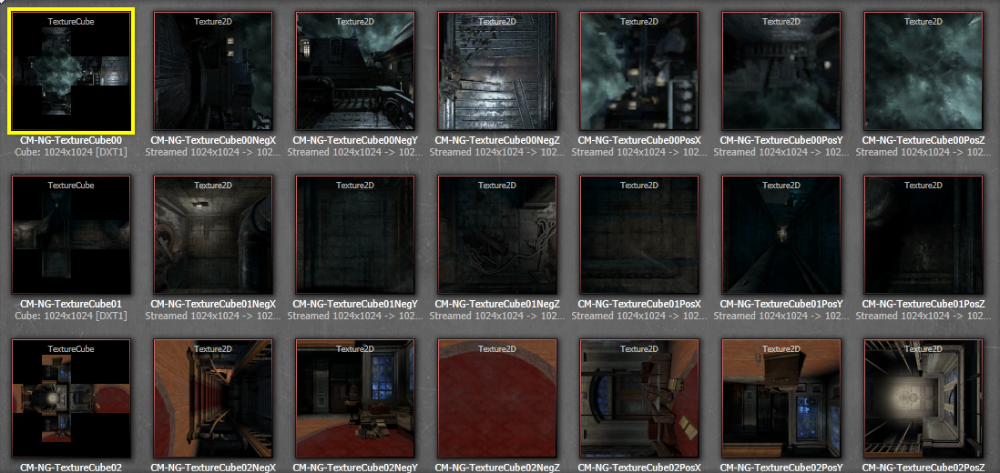 TextureCube Texture2D Texture2D Texture2D Texture2D Texture2D Texture2D
CM-NG-TextureCube00 CM-NG-TextureCube00NegX CM-NG-TextureCube00NegY CM-NG-TextureCube00NegZ CM-NG-TextureCube00PosX CM-NG-TextureCube00PosY CM-NG-TextureCube00PosZ
Cube: 1024x1024 [DXT1] Streamed 1024x1024 -> 102... Streamed 1024x1024 -> 102... Streamed 1024x1024 -> 102... Streamed 1024x1024 -> 102... Streamed 1024x1024 -> 102... Streamed 1024x1024 -> 102...
TextureCube Texture2D Texture2D Texture2D Texture2D Texture2D Texture2D
CM-NG-TextureCube01 CM-NG-TextureCube01NegX CM-NG-TextureCube01NegY CM-NG-TextureCube01NegZ CM-NG-TextureCube01PosX CM-NG-TextureCube01PosY CM-NG-TextureCube01PosZ
Cube: 1024x1024 [DXT1] Streamed 1024x1024 -> 102... Streamed 1024x1024 -> 102... Streamed 1024x1024 -> 102... Streamed 1024x1024 -> 102... Streamed 1024x1024 -> 102... Streamed 1024x1024 -> 102...
TextureCube Texture2D Texture2D Texture2D Texture2D Texture2D Texture2D
CM-NG-TextureCube02 CM-NG-TextureCube02NegX CM-NG-TextureCube02NegY CM-NG-TextureCube02NegZ CM-NG-TextureCube02PosX CM-NG-TextureCube02PosY CM-NG-TextureCube02PosZ